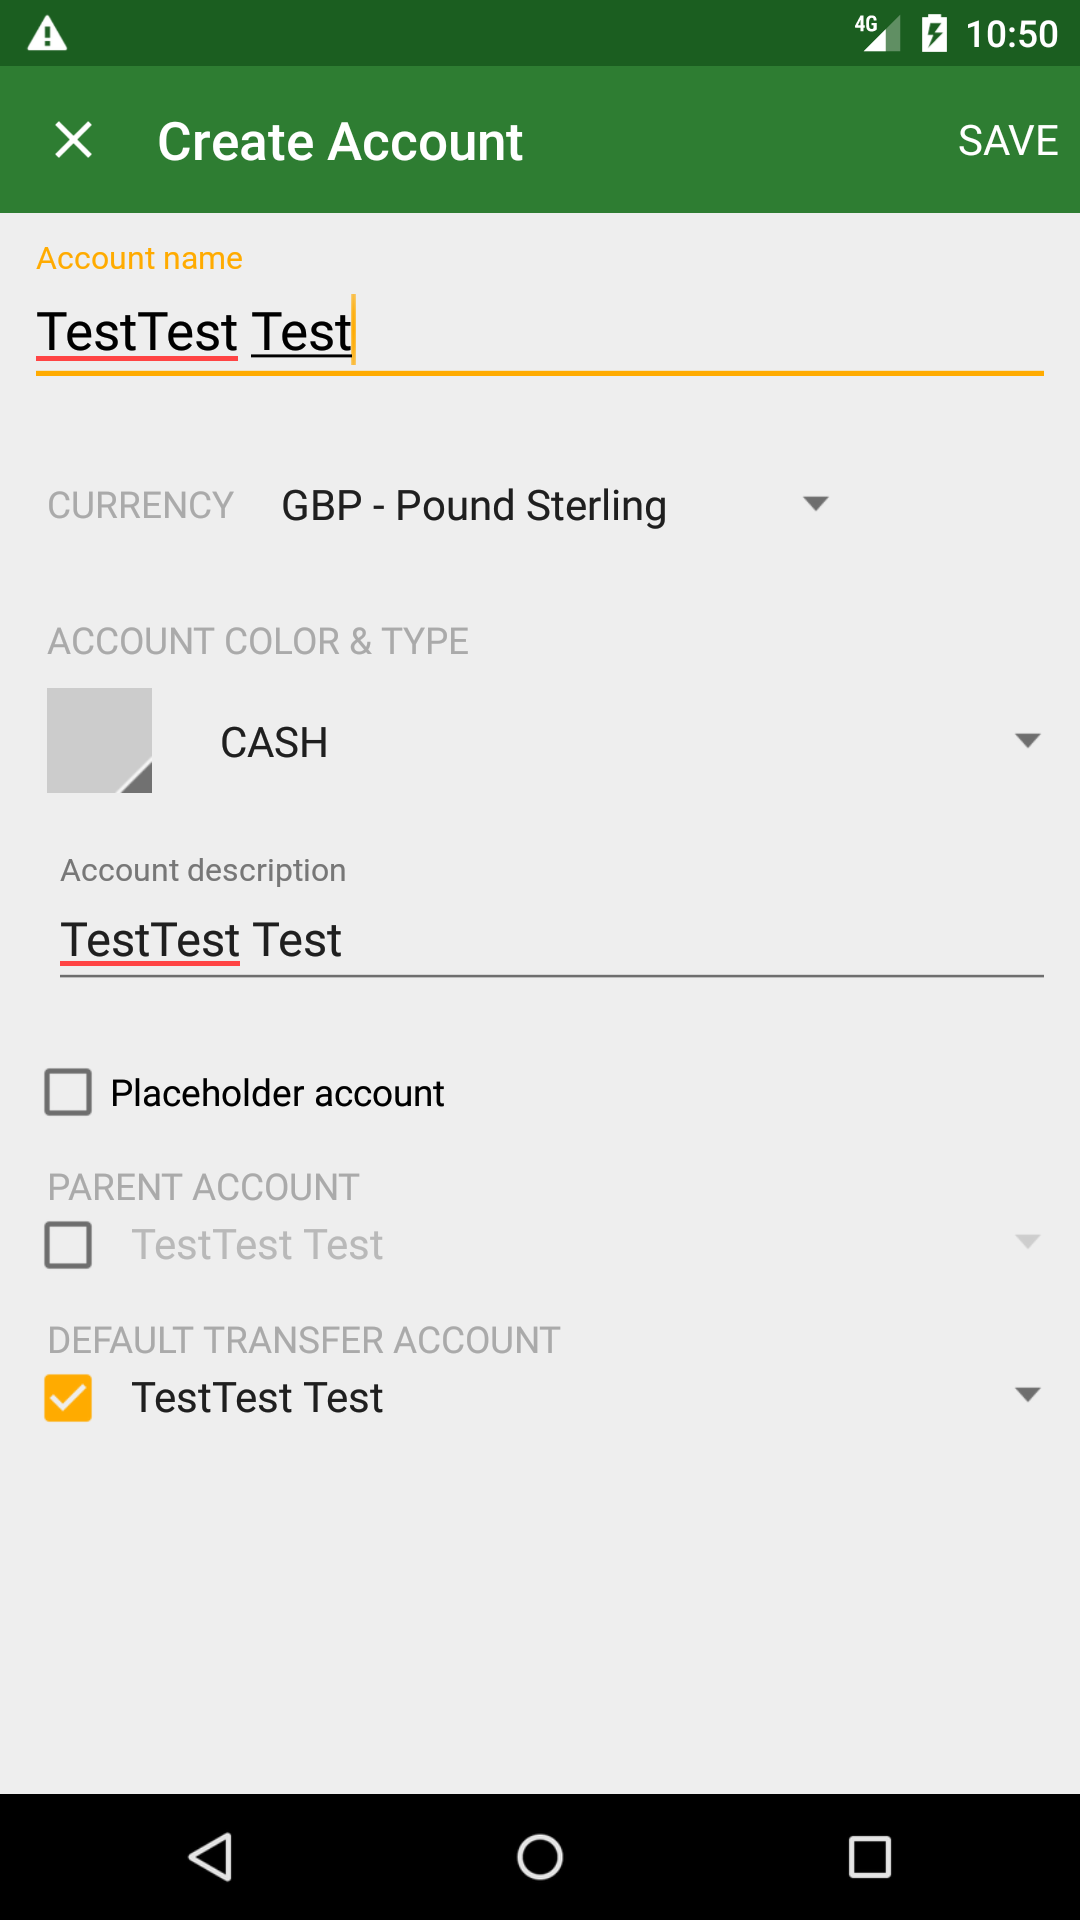 4G 10:50
Create Account SAVE
Account name
TestTest Test
CURRENCY GBP - Pound Sterling
ACCOUNT COLOR & TYPE
CASH
Account description
TestTest Test
Placeholder account
PARENT ACCOUNT
TestTest Test
DEFAULT TRANSFER ACCOUNT
TestTest Test